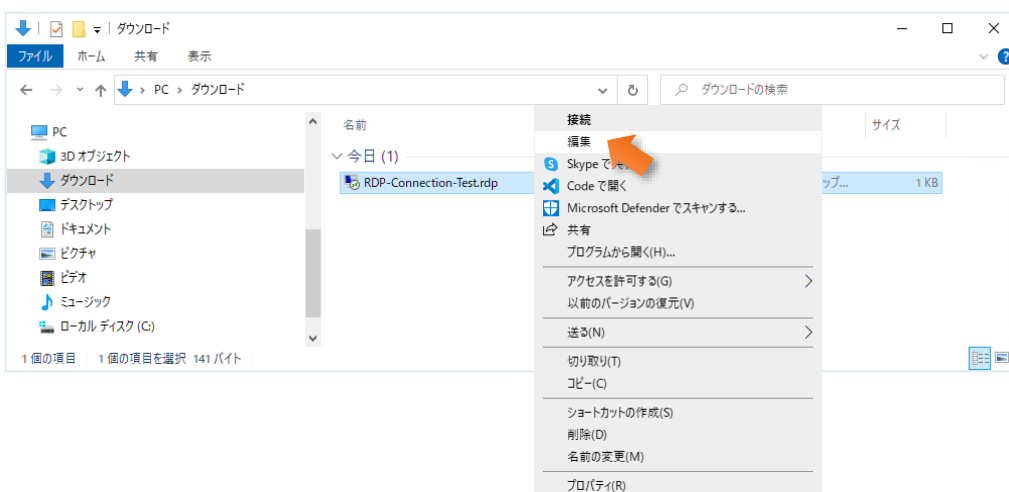 ダウンロード
ファイル ホーム 共有 表示
PC › ダウンロード
ダウンロードの検索
PC
3D オブジェクト
ダウンロード
デスクトップ
ドキュメント
ピクチャ
ビデオ
ミュージック
ローカル ディスク (C:)
名前
サイズ
今日 (1)
RDP-Connection-Test.rdp
ップ...
1 KB
接続
編集
Skype で
Code で開く
Microsoft Defender でスキャンする...
共有
プログラムから開く(H)...
アクセスを許可する(G)
以前のバージョンの復元(V)
送る(N)
切り取り(T)
コピー(C)
ショートカットの作成(S)
削除(D)
名前の変更(M)
プロパティ(R)
1 個の項目 1 個の項目を選択 141 バイト